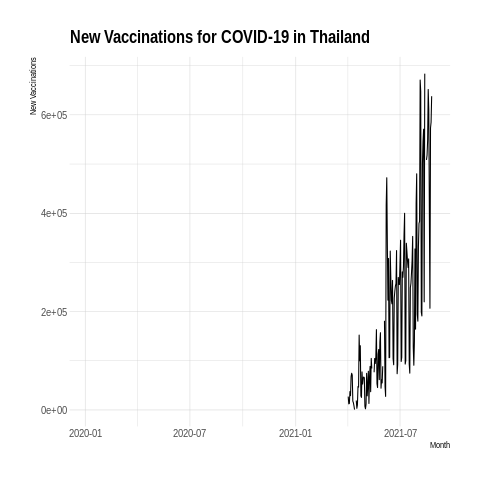 New Vaccinations for COVID-19 in Thailand
New Vaccinations
6e+05
4e+05
2e+05
0e+00
2020-01 2020-07 2021-01 2021-07
Month